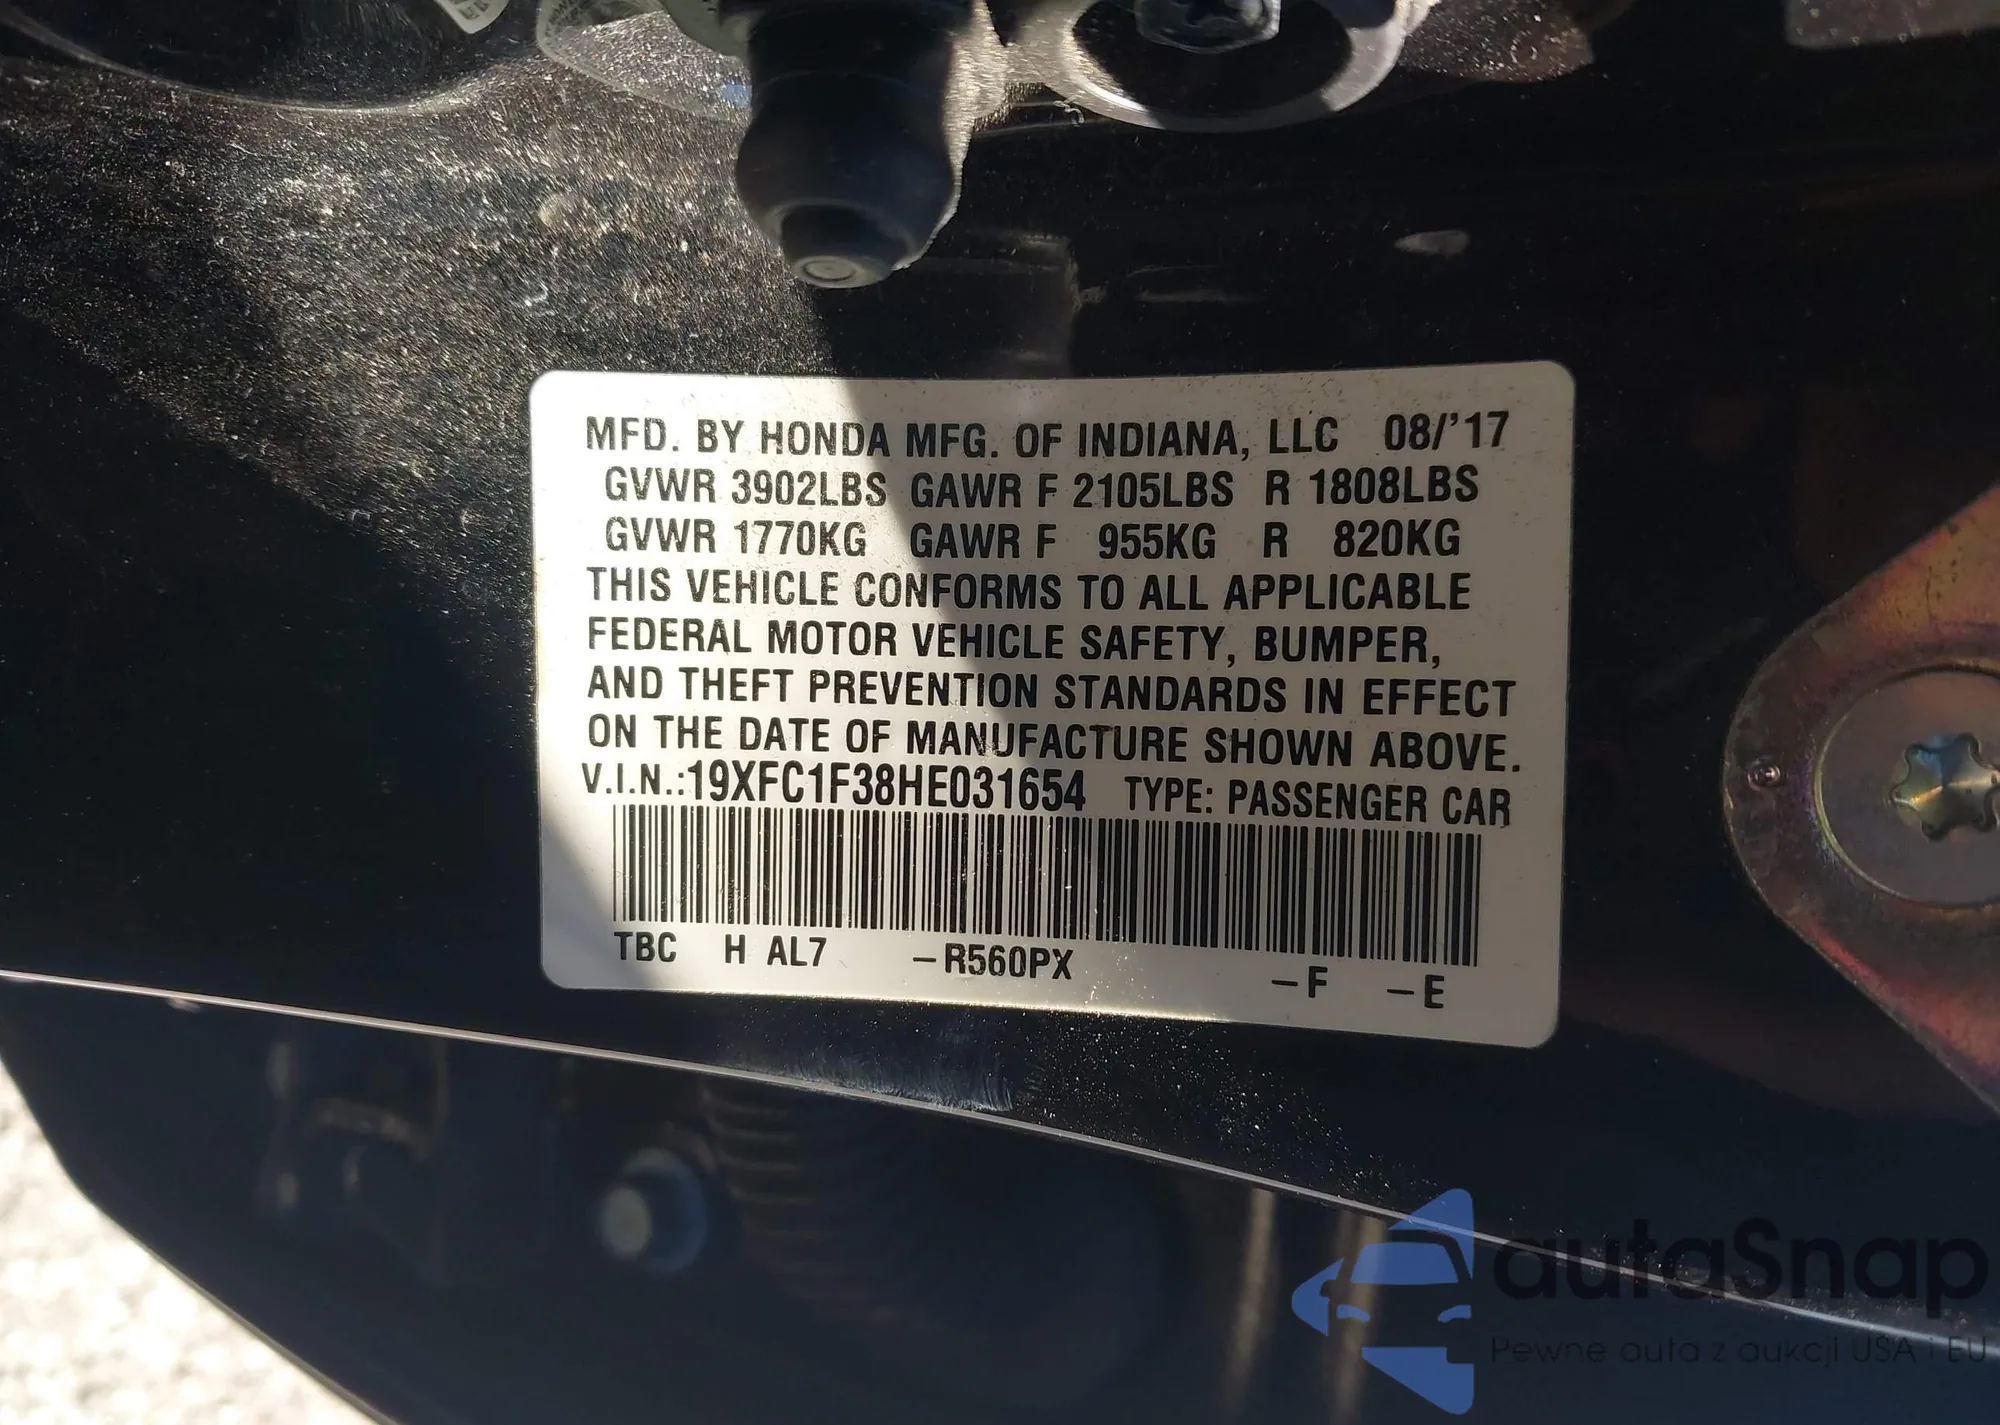 MFD. BY HONDA MFG. OF INDIANA, LLC 08/'17
GVWR 3902LBS GAWR F 2105LBS R 1808LBS
GVWR 1770KG GAWR F 955KG R 820KG
THIS VEHICLE CONFORMS TO ALL APPLICABLE
FEDERAL MOTOR VEHICLE SAFETY, BUMPER,
AND THEFT PREVENTION STANDARDS IN EFFECT
ON THE DATE OF MANUFACTURE SHOWN ABOVE.
V.I.N.:19XFC1F38HE031654 TYPE: PASSENGER CAR
TBC H AL7 -R560PX -F -E
autaSnap
Pewne auta z aukcji USA i EU